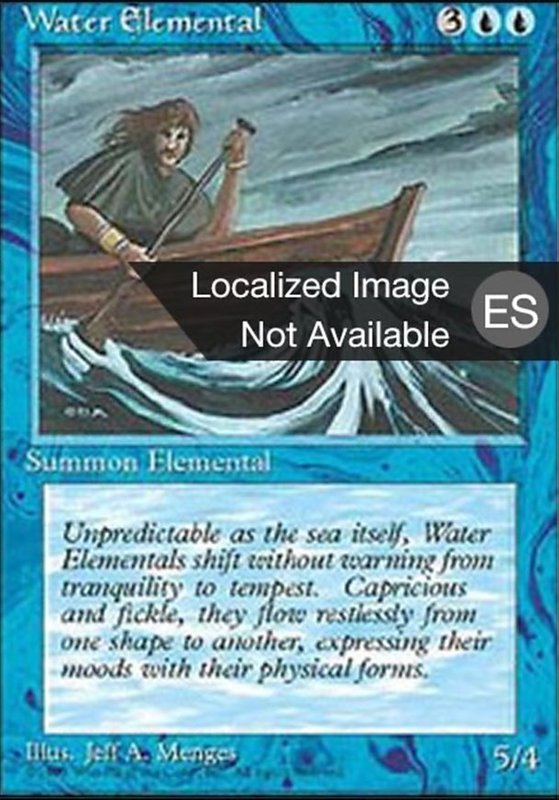 Water Elemental 3
Localized Image
Not Available
ES
Summon Elemental
Unpredictable as the sea itself, Water
Elementals shift without warning from
tranquility to tempest. Capricious
and fickle, they flow restlessly from
one shape to another, expressing their
moods with their physical forms.
Illus. Jeff A. Menges
5/4